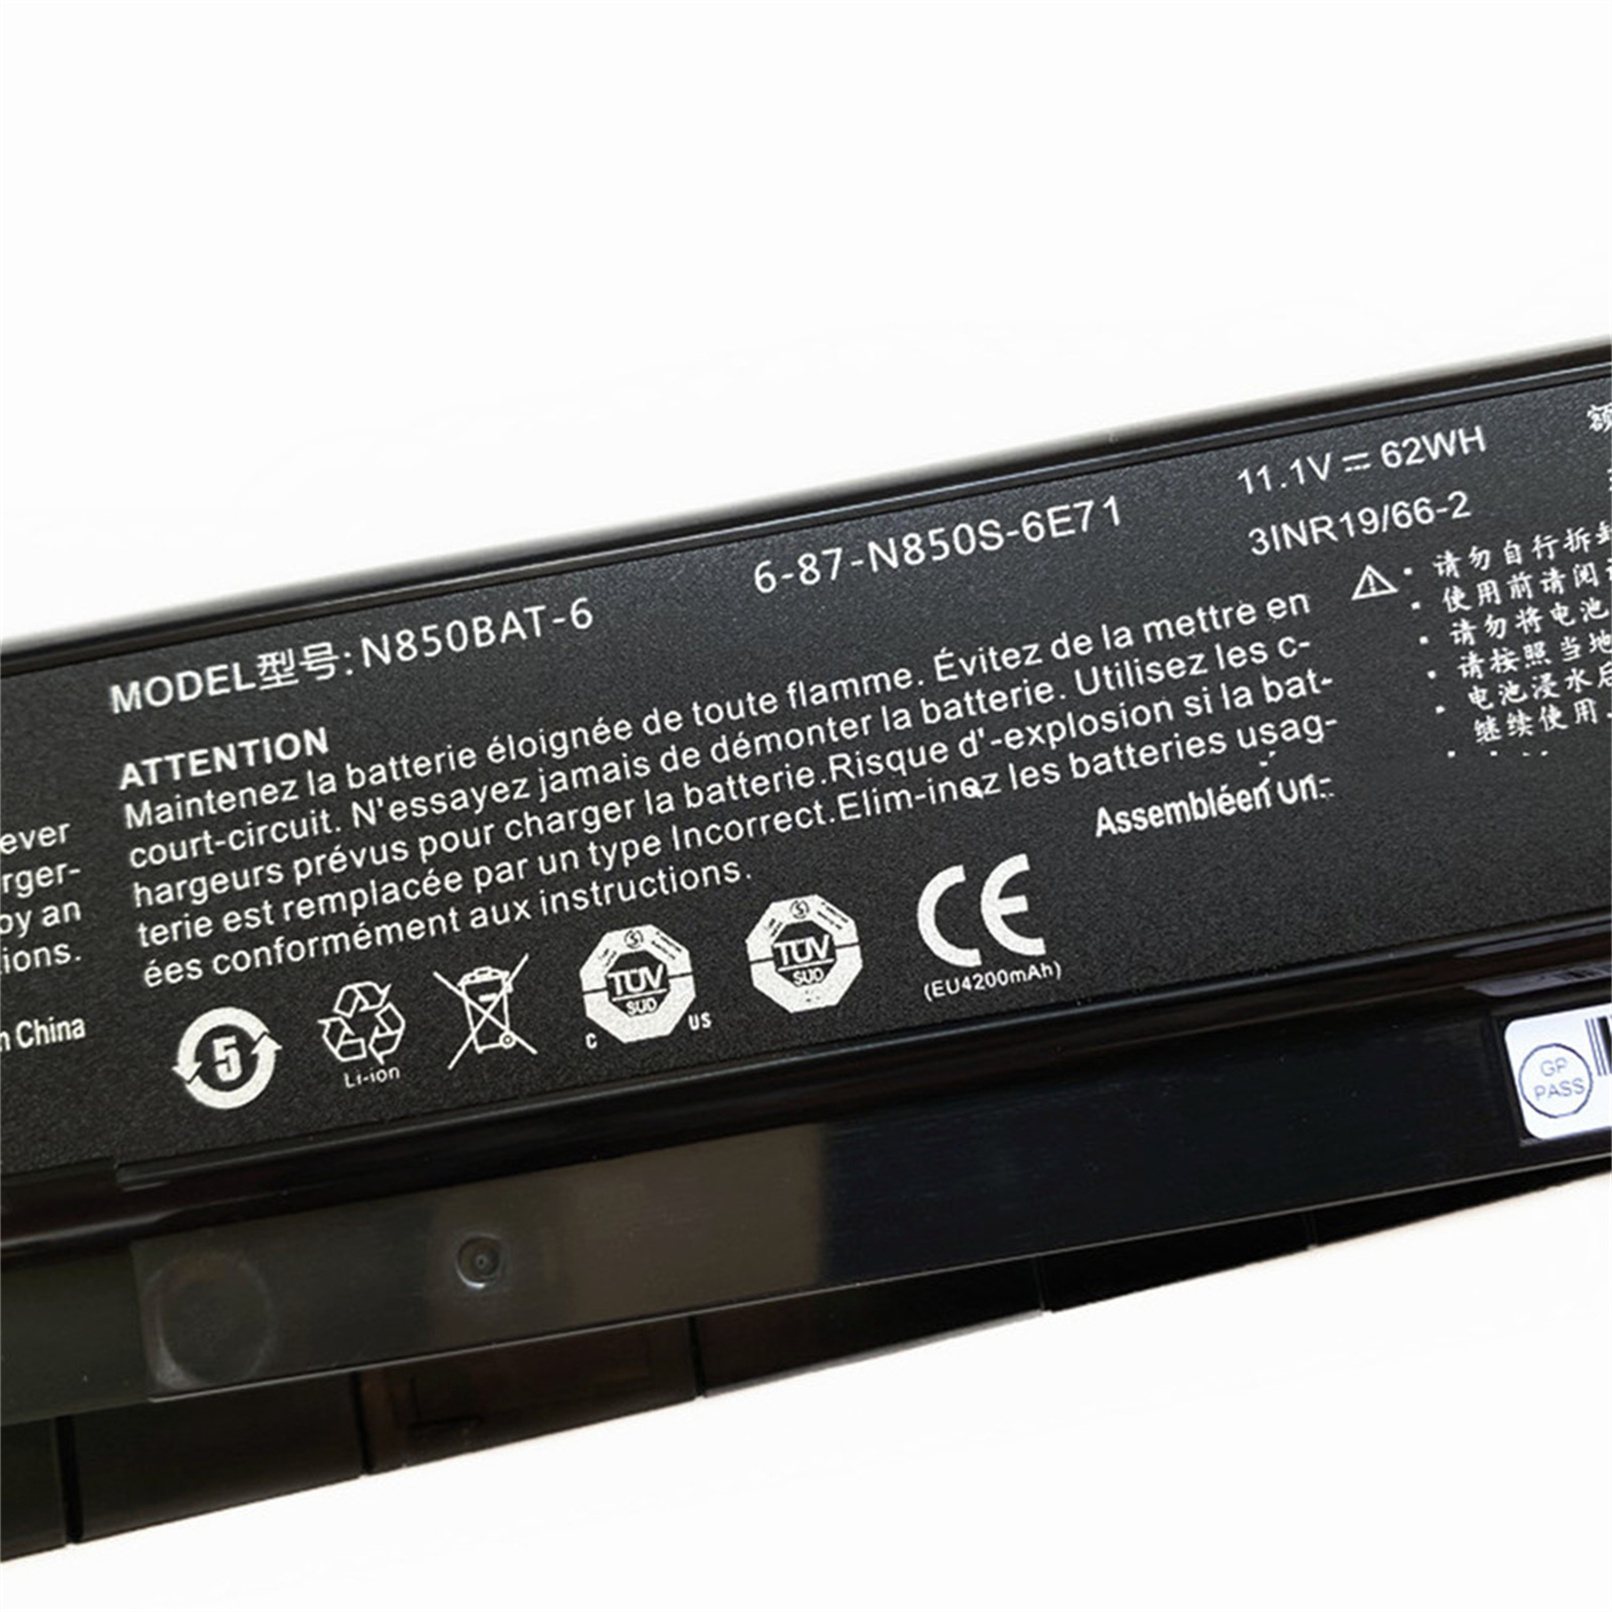 MODEL型号: N850BAT-6
6-87-N850S-6E71
11.1V ⎓ 62WH
3INR19/66-2
额
ATTENTION
Maintenez la batterie éloignée de toute flamme. Évitez de la mettre en
court-circuit. N'essayez jamais de démonter la batterie. Utilisez les c-
hargeurs prévus pour charger la batterie.Risque d'-explosion si la bat-
terie est remplacée par un type Incorrect.Elim-inez les batteries usag-
ées conformément aux instructions.
Assembléen Un-
ever
rger-
by an
ions.
n China
5
Li-ion
TUV
SUD
C US
TUV
SUD
CE
(EU4200mAh)
⚠ · 请勿自行拆
· 使用前请阅
· 请勿将电池
· 请按照当地
· 电池浸水后
继续使用.
GP
PASS